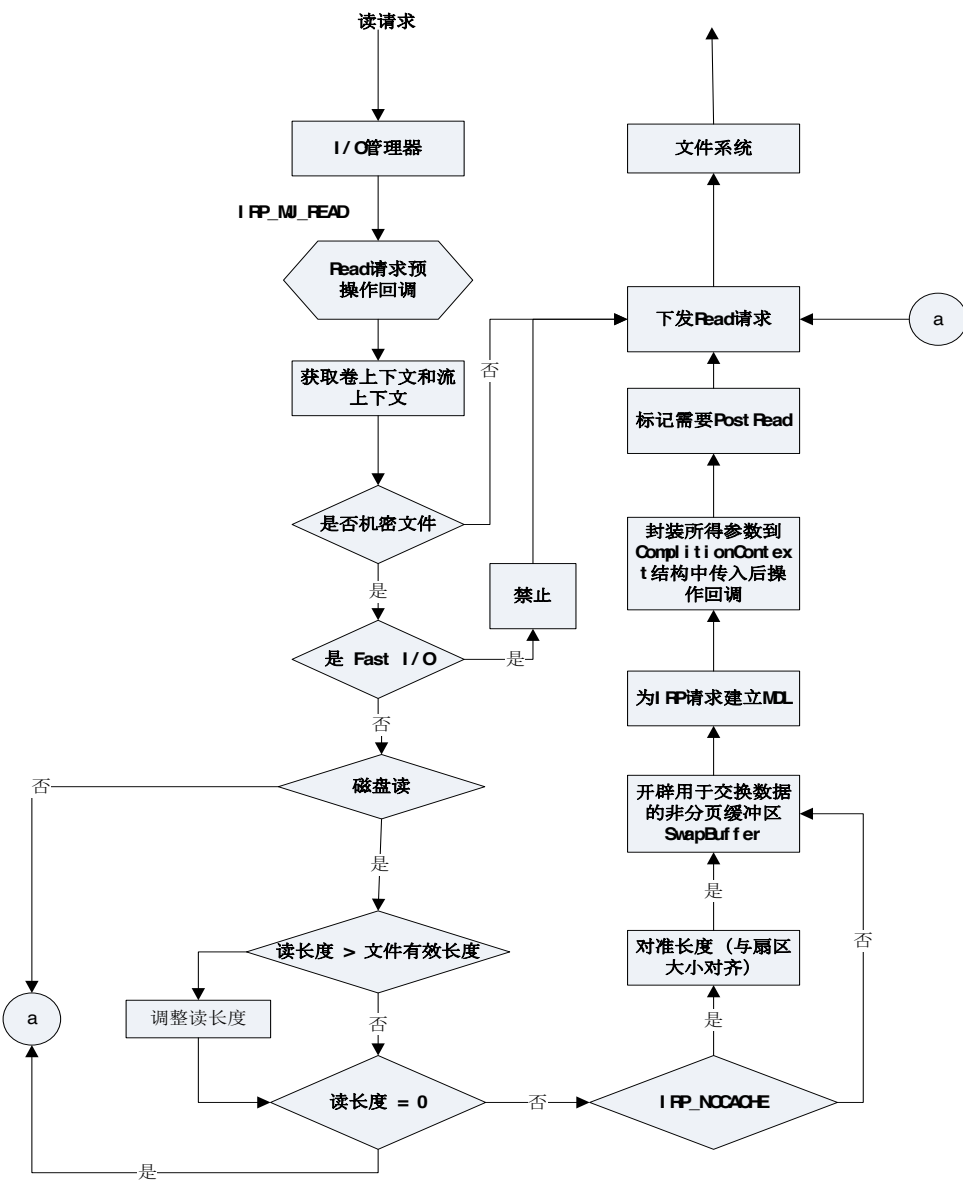 读请求
I/O管理器
IRP_MJ_READ
Read请求预
操作回调
获取卷上下文和流
上下文
是否机密文件
否
是
是 Fast I/O
是
禁止
否
磁盘读
否
是
读长度 > 文件有效长度
调整读长度
否
a
读长度 = 0
是
否
IRP_NOCACHE
是
否
对准长度（与扇区
大小对齐）
是
开辟用于交换数据
的非分页缓冲区
SwapBuffer
为IRP请求建立MDL
封装所得参数到
ComplitionContex
t结构中传入后操
作回调
标记需要Post Read
下发Read请求
a
文件系统